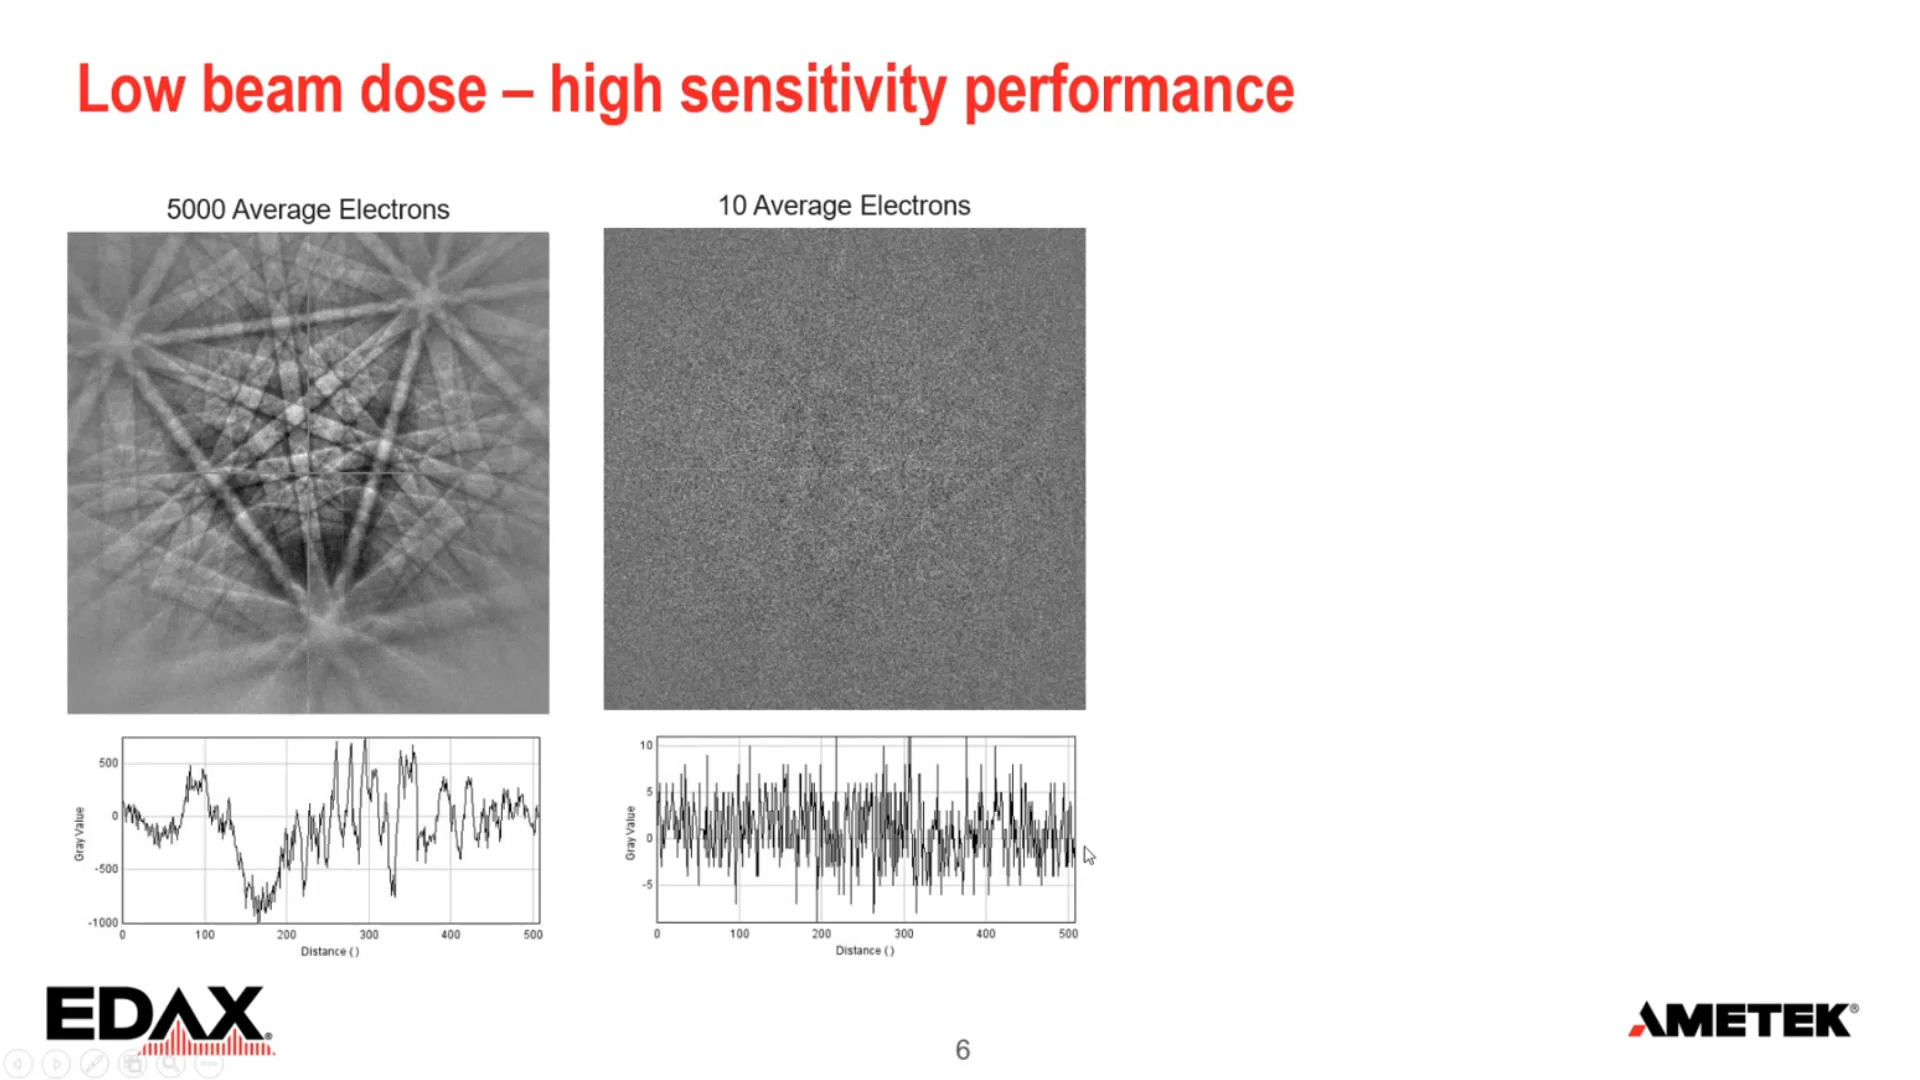 Low beam dose – high sensitivity performance
5000 Average Electrons
10 Average Electrons
500
0
-500
-1000
Gray Value
0 100 200 300 400 500
Distance ( )
10
5
0
-5
Gray Value
0 100 200 300 400 500
Distance ( )
EDAX®
6
AMETEK®